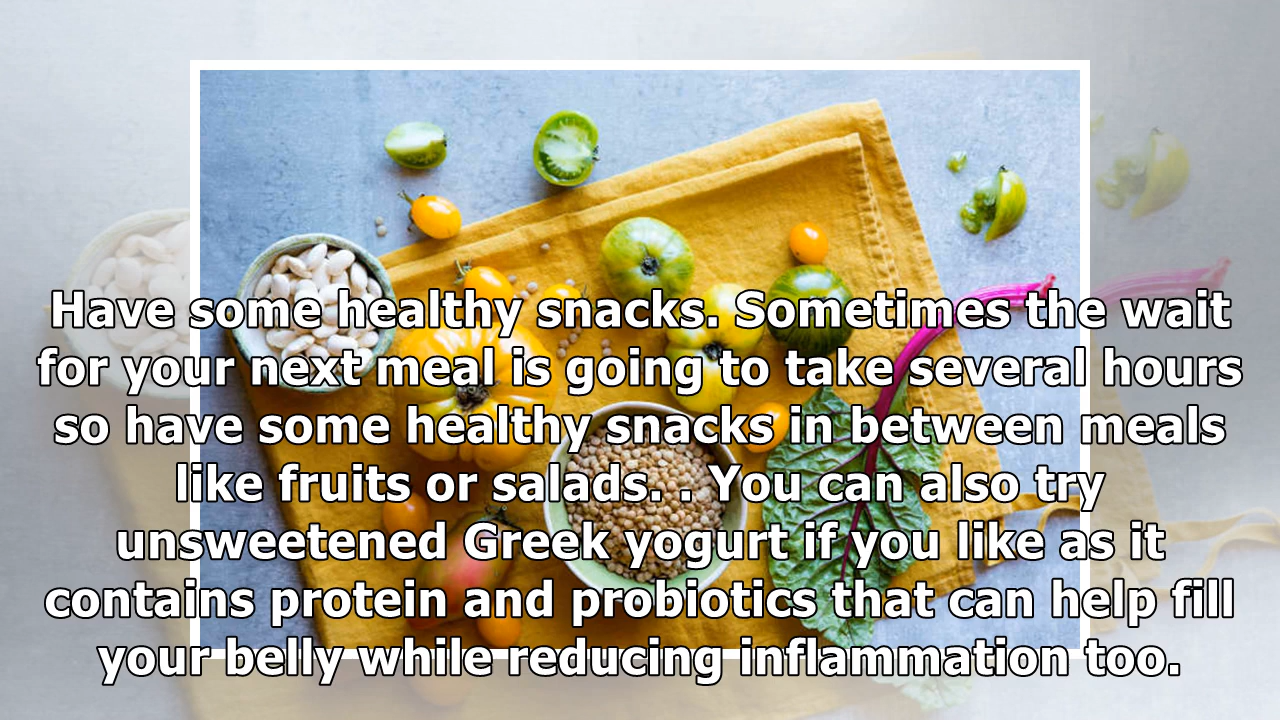 Have some healthy snacks. Sometimes the wait
for your next meal is going to take several hours
so have some healthy snacks in between meals
like fruits or salads. . You can also try
unsweetened Greek yogurt if you like as it
contains protein and probiotics that can help fill
your belly while reducing inflammation too.